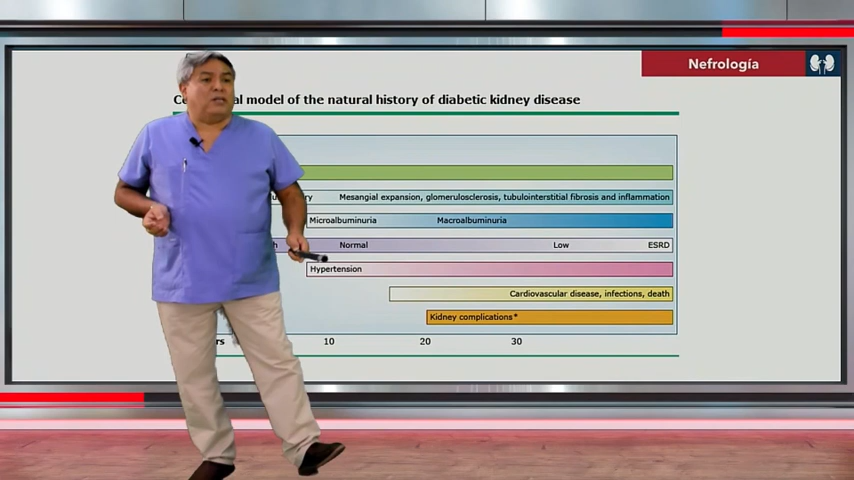 Nefrología
model of the natural history of diabetic kidney disease
Mesangial expansion, glomerulosclerosis, tubulointerstitial fibrosis and inflammation
Microalbuminuria Macroalbuminuria
Normal Low ESRD
Hypertension
Cardiovascular disease, infections, death
Kidney complications*
10 20 30